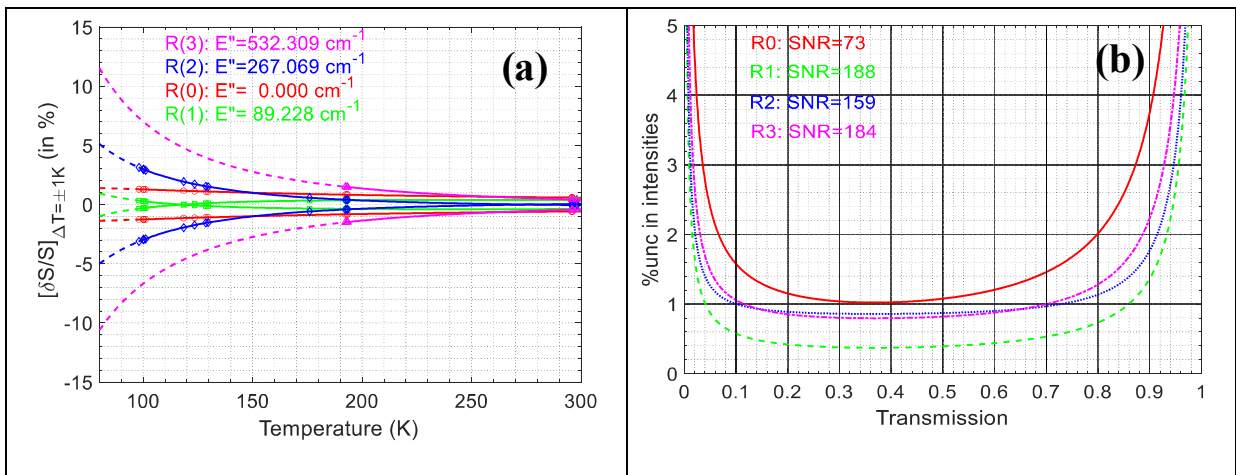 15
10
5
0
-5
-10
-15
[δS/S]ΔT=±1K (in %)
R(3): E"=532.309 cm-1
R(2): E"=267.069 cm-1
R(0): E"= 0.000 cm-1
R(1): E"= 89.228 cm-1
(a)
100 150 200 250 300
Temperature (K)
5
4
3
2
1
0
%unc in intensities
R0: SNR=73
R1: SNR=188
R2: SNR=159
R3: SNR=184
(b)
0 0.1 0.2 0.3 0.4 0.5 0.6 0.7 0.8 0.9 1
Transmission